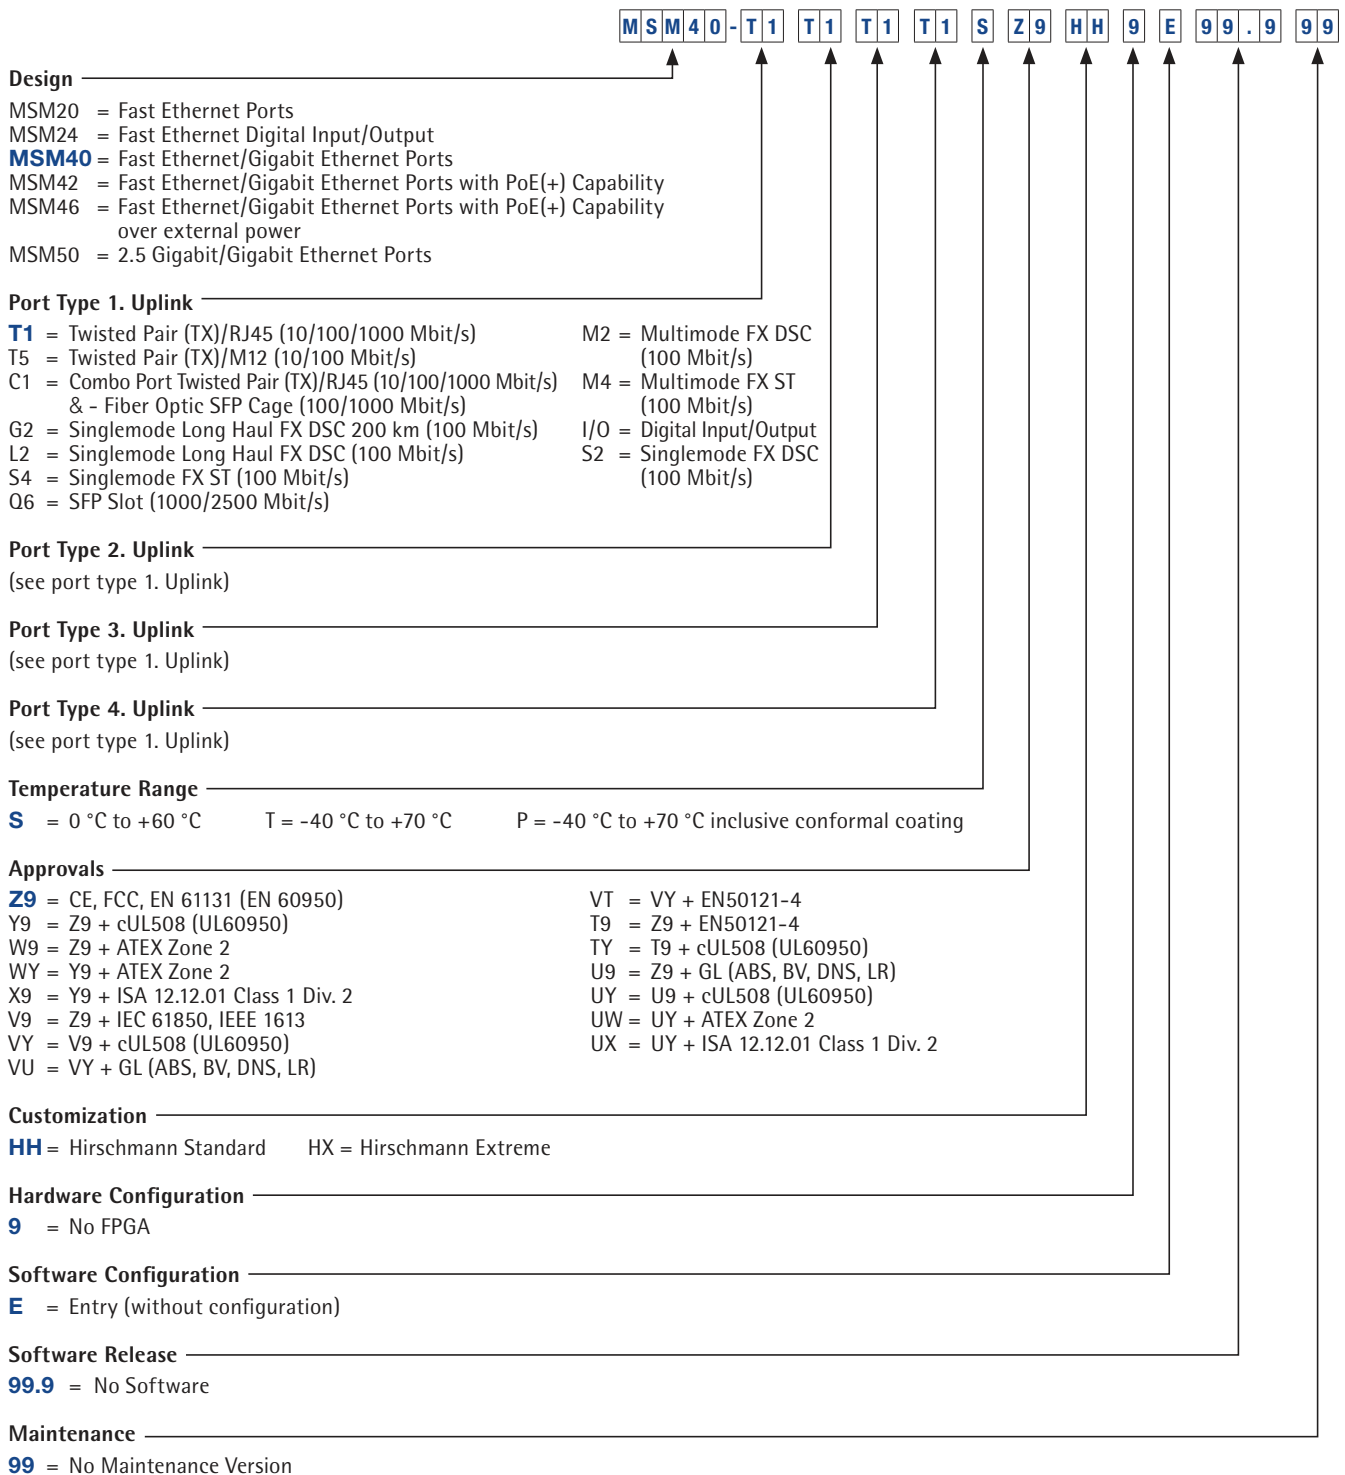 MSM40-T1 T1 T1 T1 S Z9 HH 9 E 99.9 99
Design
MSM20 = Fast Ethernet Ports
MSM24 = Fast Ethernet Digital Input/Output
MSM40 = Fast Ethernet/Gigabit Ethernet Ports
MSM42 = Fast Ethernet/Gigabit Ethernet Ports with PoE(+) Capability
MSM46 = Fast Ethernet/Gigabit Ethernet Ports with PoE(+) Capability
over external power
MSM50 = 2.5 Gigabit/Gigabit Ethernet Ports
Port Type 1. Uplink
T1 = Twisted Pair (TX)/RJ45 (10/100/1000 Mbit/s)
T5 = Twisted Pair (TX)/M12 (10/100 Mbit/s)
C1 = Combo Port Twisted Pair (TX)/RJ45 (10/100/1000 Mbit/s)
& - Fiber Optic SFP Cage (100/1000 Mbit/s)
G2 = Singlemode Long Haul FX DSC 200 km (100 Mbit/s)
L2 = Singlemode Long Haul FX DSC (100 Mbit/s)
S4 = Singlemode FX ST (100 Mbit/s)
Q6 = SFP Slot (1000/2500 Mbit/s)
M2 = Multimode FX DSC
(100 Mbit/s)
M4 = Multimode FX ST
(100 Mbit/s)
I/O = Digital Input/Output
S2 = Singlemode FX DSC
(100 Mbit/s)
Port Type 2. Uplink
(see port type 1. Uplink)
Port Type 3. Uplink
(see port type 1. Uplink)
Port Type 4. Uplink
(see port type 1. Uplink)
Temperature Range
S = 0 °C to +60 °C T = -40 °C to +70 °C P = -40 °C to +70 °C inclusive conformal coating
Approvals
Z9 = CE, FCC, EN 61131 (EN 60950)
Y9 = Z9 + cUL508 (UL60950)
W9 = Z9 + ATEX Zone 2
WY = Y9 + ATEX Zone 2
X9 = Y9 + ISA 12.12.01 Class 1 Div. 2
V9 = Z9 + IEC 61850, IEEE 1613
VY = V9 + cUL508 (UL60950)
VU = VY + GL (ABS, BV, DNS, LR)
VT = VY + EN50121-4
T9 = Z9 + EN50121-4
TY = T9 + cUL508 (UL60950)
U9 = Z9 + GL (ABS, BV, DNS, LR)
UY = U9 + cUL508 (UL60950)
UW = UY + ATEX Zone 2
UX = UY + ISA 12.12.01 Class 1 Div. 2
Customization
HH = Hirschmann Standard HX = Hirschmann Extreme
Hardware Configuration
9 = No FPGA
Software Configuration
E = Entry (without configuration)
Software Release
99.9 = No Software
Maintenance
99 = No Maintenance Version